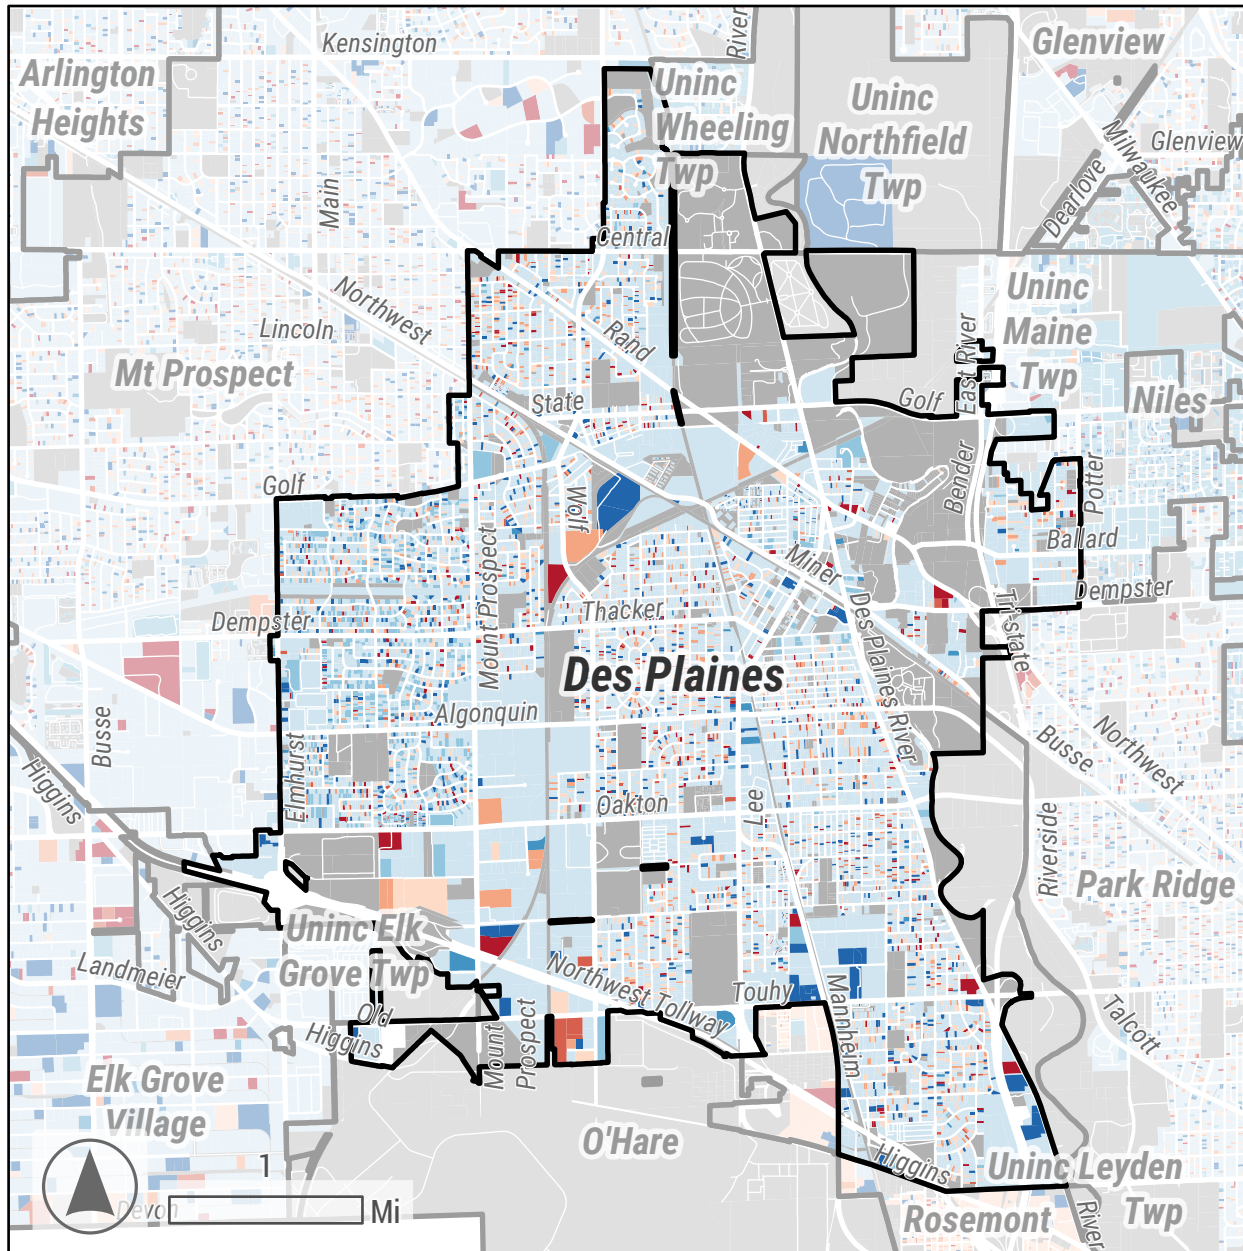 Kensington
River
Glenview
Arlington
Heights
Uninc
Wheeling
Twp
Uninc
Northfield
Twp
Milwaukee
Glenview
Dearlove
Main
Central
Northwest
Lincoln
Rand
Uninc
Maine
Twp
East River
Mt Prospect
State
Golf
Niles
Golf
Wolf
Bender
Potter
Mount Prospect
Miner
Ballard
Dempster
Thacker
Des Plaines River
Tri-state
Dempster
Des Plaines
Algonquin
Busse
Elmhurst
Busse
Northwest
Higgins
Oakton
Lee
Riverside
Park Ridge
Higgins
Uninc Elk
Grove Twp
Landmeier
Northwest Tollway
Touhy
Mannheim
Old
Higgins
Mount
Prospect
Talcott
Elk Grove
Village
O'Hare
Higgins
Uninc Leyden
Twp
Rosemont
River
1
Mi
Devon